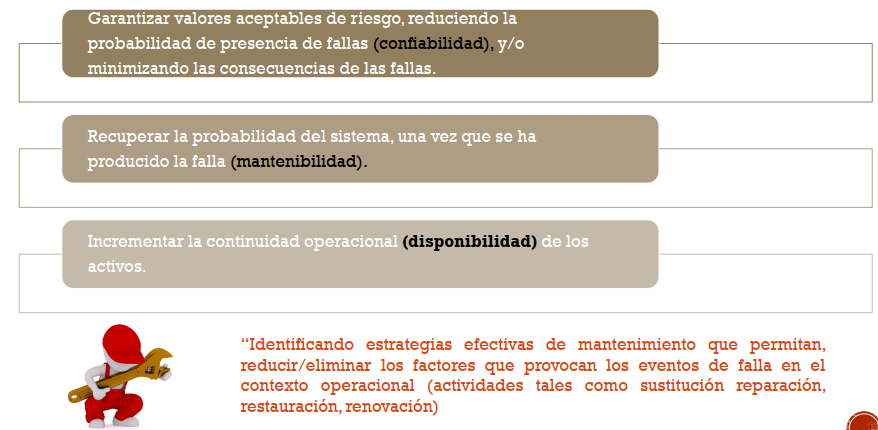 Garantizar valores aceptables de riesgo, reduciendo la
probabilidad de presencia de fallas (confiabilidad), y/o
minimizando las consecuencias de las fallas.
Recuperar la probabilidad del sistema, una vez que se ha
producido la falla (mantenibilidad).
Incrementar la continuidad operacional (disponibilidad) de los
activos.
“Identificando estrategias efectivas de mantenimiento que permitan,
reducir/eliminar los factores que provocan los eventos de falla en el
contexto operacional (actividades tales como sustitución reparación,
restauración, renovación)